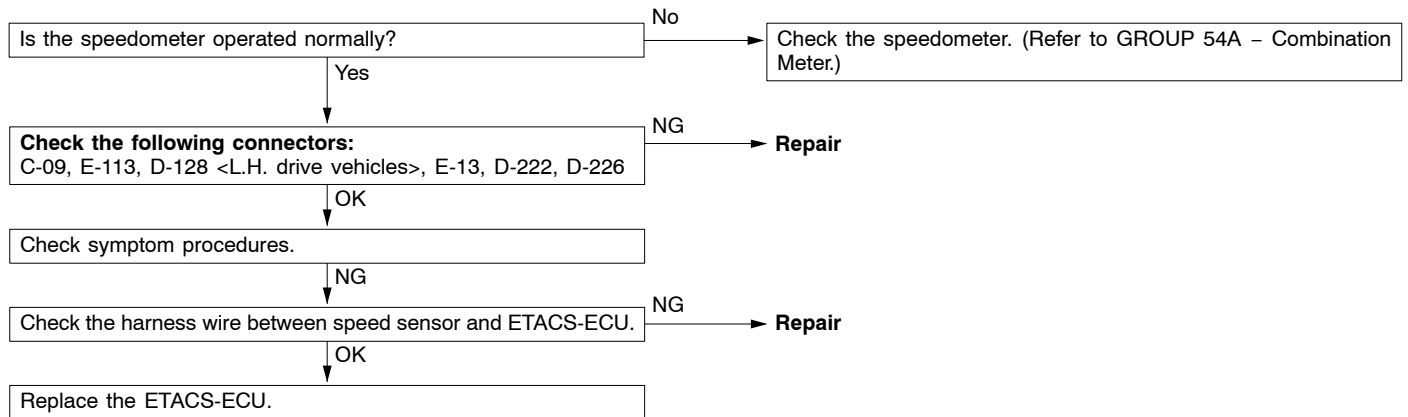 Is the speedometer operated normally?
No
Check the speedometer. (Refer to GROUP 54A – Combination
Meter.)
Yes
Check the following connectors:
C-09, E-113, D-128 <L.H. drive vehicles>, E-13, D-222, D-226
NG
Repair
OK
Check symptom procedures.
NG
Check the harness wire between speed sensor and ETACS-ECU.
NG
Repair
OK
Replace the ETACS-ECU.